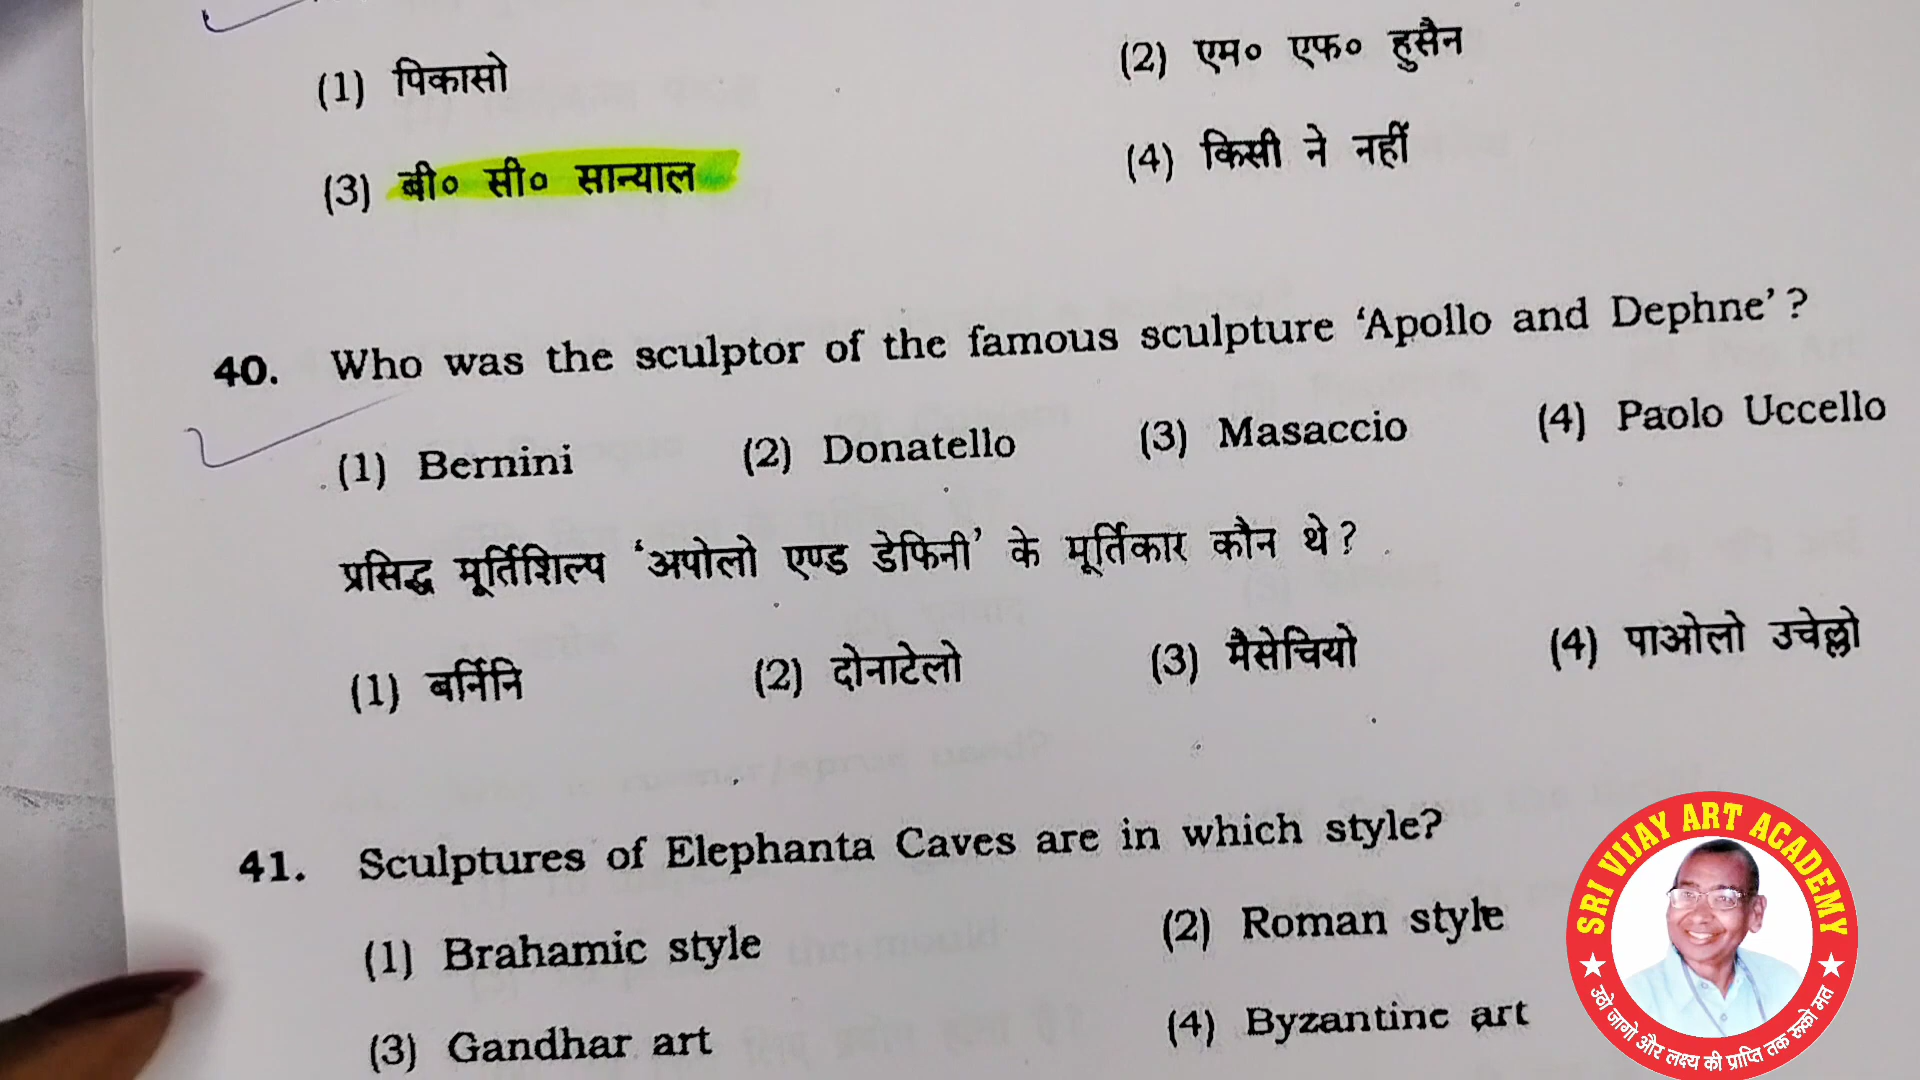 (1) पिकासो (2) एम० एफ० हुसैन
(3) बी० सी० सान्याल (4) किसी ने नहीं
40. Who was the sculptor of the famous sculpture ‘Apollo and Dephne’ ?
(1) Bernini (2) Donatello (3) Masaccio (4) Paolo Uccello
प्रसिद्ध मूर्तिशिल्प ‘अपोलो एण्ड डेफिनी’ के मूर्तिकार कौन थे ?
(1) बर्निनि (2) दोनाटेलो (3) मैसेचियो (4) पाओलो उचेल्लो
41. Sculptures of Elephanta Caves are in which style?
(1) Brahamic style (2) Roman style
(3) Gandhar art (4) Byzantine art
SRI VIJAY ART ACADEMY
उठो जागो और लक्ष्य की प्राप्ति तक रूको मत